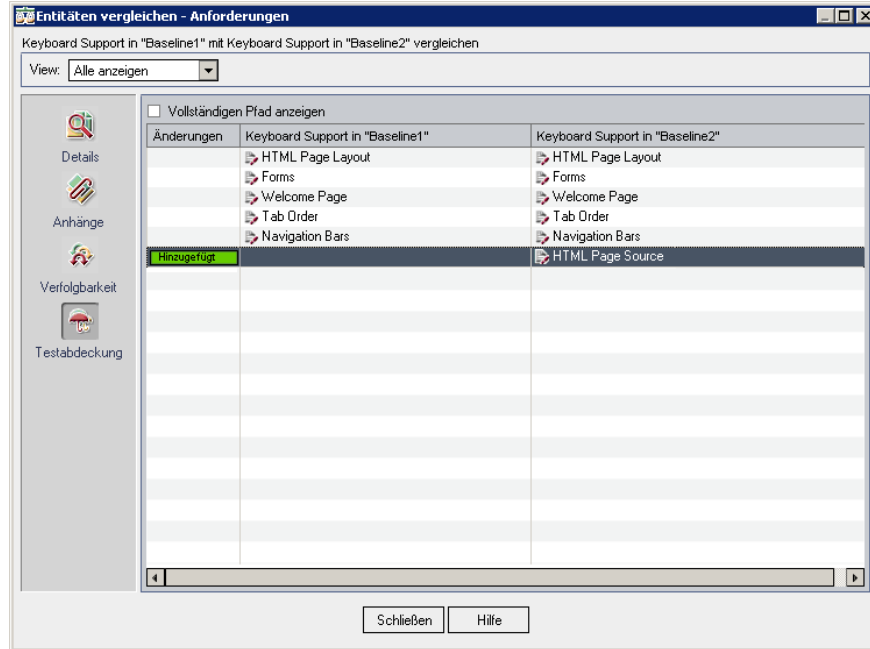 Entitäten vergleichen - Anforderungen
Keyboard Support in "Baseline1" mit Keyboard Support in "Baseline2" vergleichen
View: Alle anzeigen
Details
Anhänge
Verfolgbarkeit
Testabdeckung
Vollständigen Pfad anzeigen
Änderungen Keyboard Support in "Baseline1" Keyboard Support in "Baseline2"
HTML Page Layout HTML Page Layout
Forms Forms
Welcome Page Welcome Page
Tab Order Tab Order
Navigation Bars Navigation Bars
Hinzugefügt HTML Page Source
Schließen Hilfe